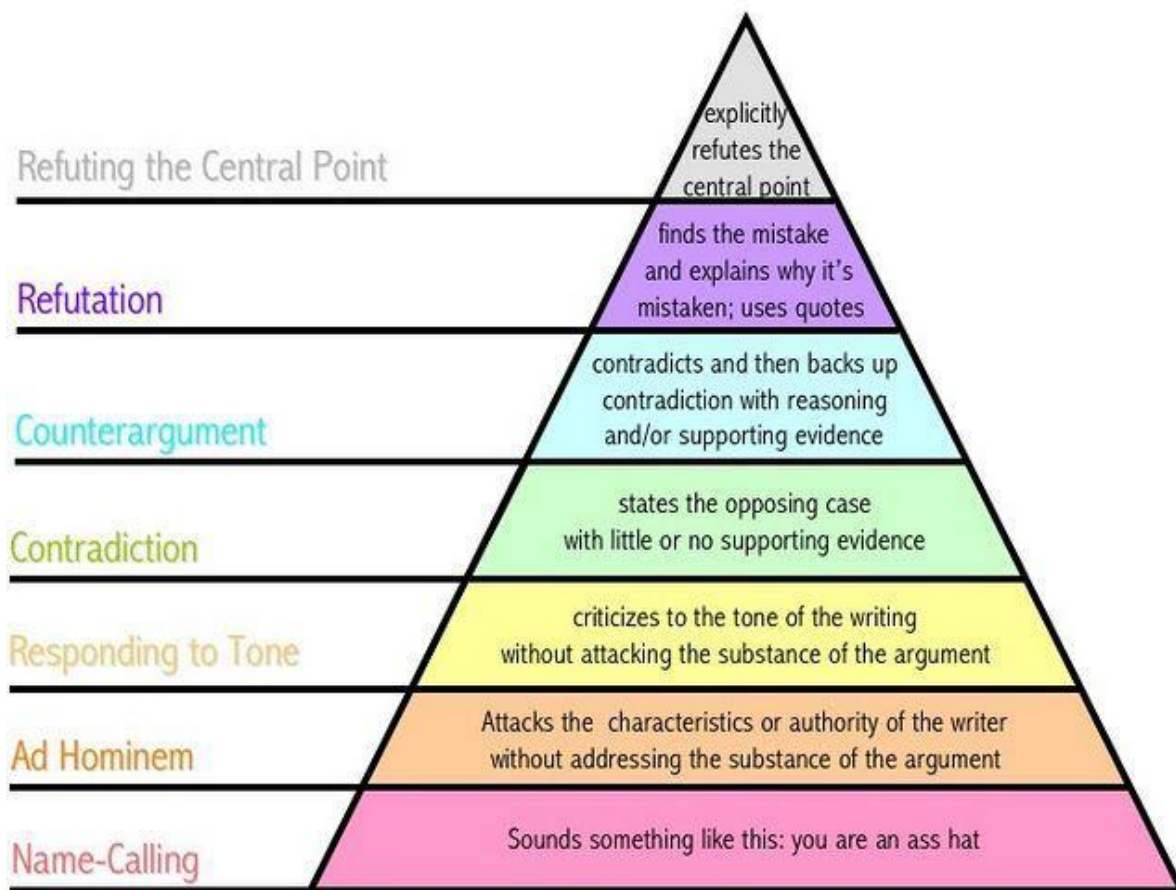 explicitly
refutes the
central point
Refuting the Central Point
finds the mistake
and explains why it's
mistaken; uses quotes
Refutation
contradicts and then backs up
contradiction with reasoning
and/or supporting evidence
Counterargument
states the opposing case
with little or no supporting evidence
Contradiction
criticizes to the tone of the writing
without attacking the substance of the argument
Responding to Tone
Attacks the characteristics or authority of the writer
without addressing the substance of the argument
Ad Hominem
Sounds something like this: you are an ass hat
Name-Calling